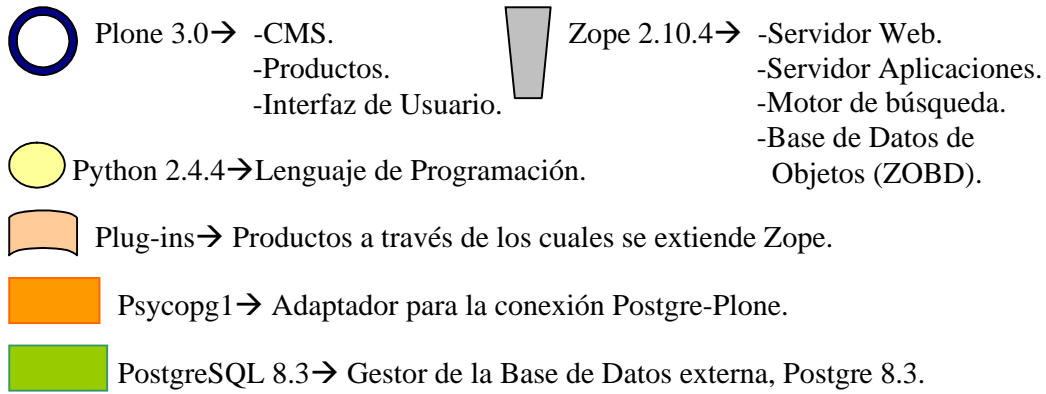 Plone 3.0→ -CMS.
-Productos.
-Interfaz de Usuario.
Zope 2.10.4→ -Servidor Web.
-Servidor Aplicaciones.
-Motor de búsqueda.
-Base de Datos de
Objetos (ZOBD).
Python 2.4.4→Lenguaje de Programación.
Plug-ins→ Productos a través de los cuales se extiende Zope.
Psycopg1→ Adaptador para la conexión Postgre-Plone.
PostgreSQL 8.3→ Gestor de la Base de Datos externa, Postgre 8.3.